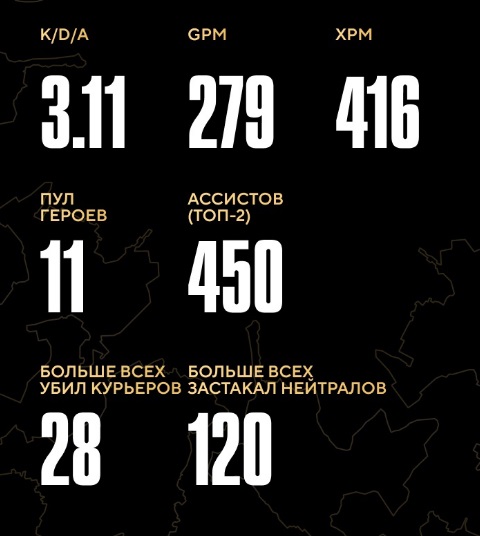 K/D/A GPM XPM
3.11 279 416
ПУЛ АССИСТОВ
ГЕРОЕВ (ТОП-2)
11 450
БОЛЬШЕ ВСЕХ БОЛЬШЕ ВСЕХ
УБИЛ КУРЬЕРОВ ЗАСТАКАЛ НЕЙТРАЛОВ
28 120